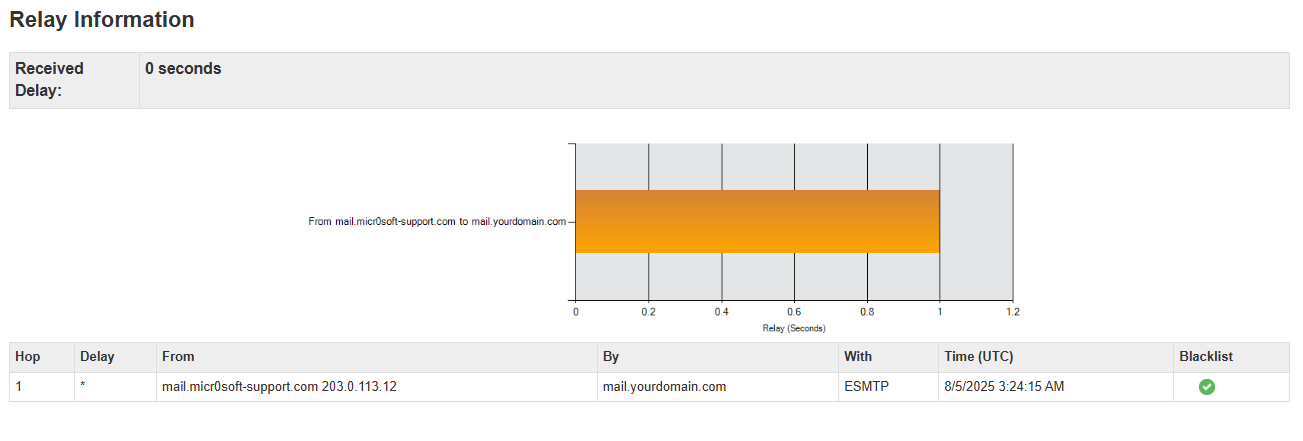 Relay Information
Received Delay: 0 seconds
From mail.micr0soft-support.com to mail.yourdomain.com
0 0.2 0.4 0.6 0.8 1 1.2
Relay (Seconds)
Hop Delay From By With Time (UTC) Blacklist
1 * mail.micr0soft-support.com 203.0.113.12 mail.yourdomain.com ESMTP 8/5/2025 3:24:15 AM